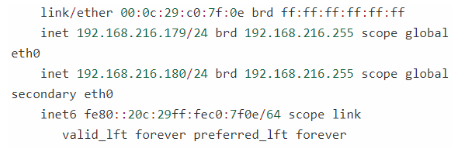 link/ether 00:0c:29:c0:7f:0e brd ff:ff:ff:ff:ff:ff
inet 192.168.216.179/24 brd 192.168.216.255 scope global
eth0
inet 192.168.216.180/24 brd 192.168.216.255 scope global
secondary eth0
inet6 fe80::20c:29ff:fec0:7f0e/64 scope link
valid_lft forever preferred_lft forever